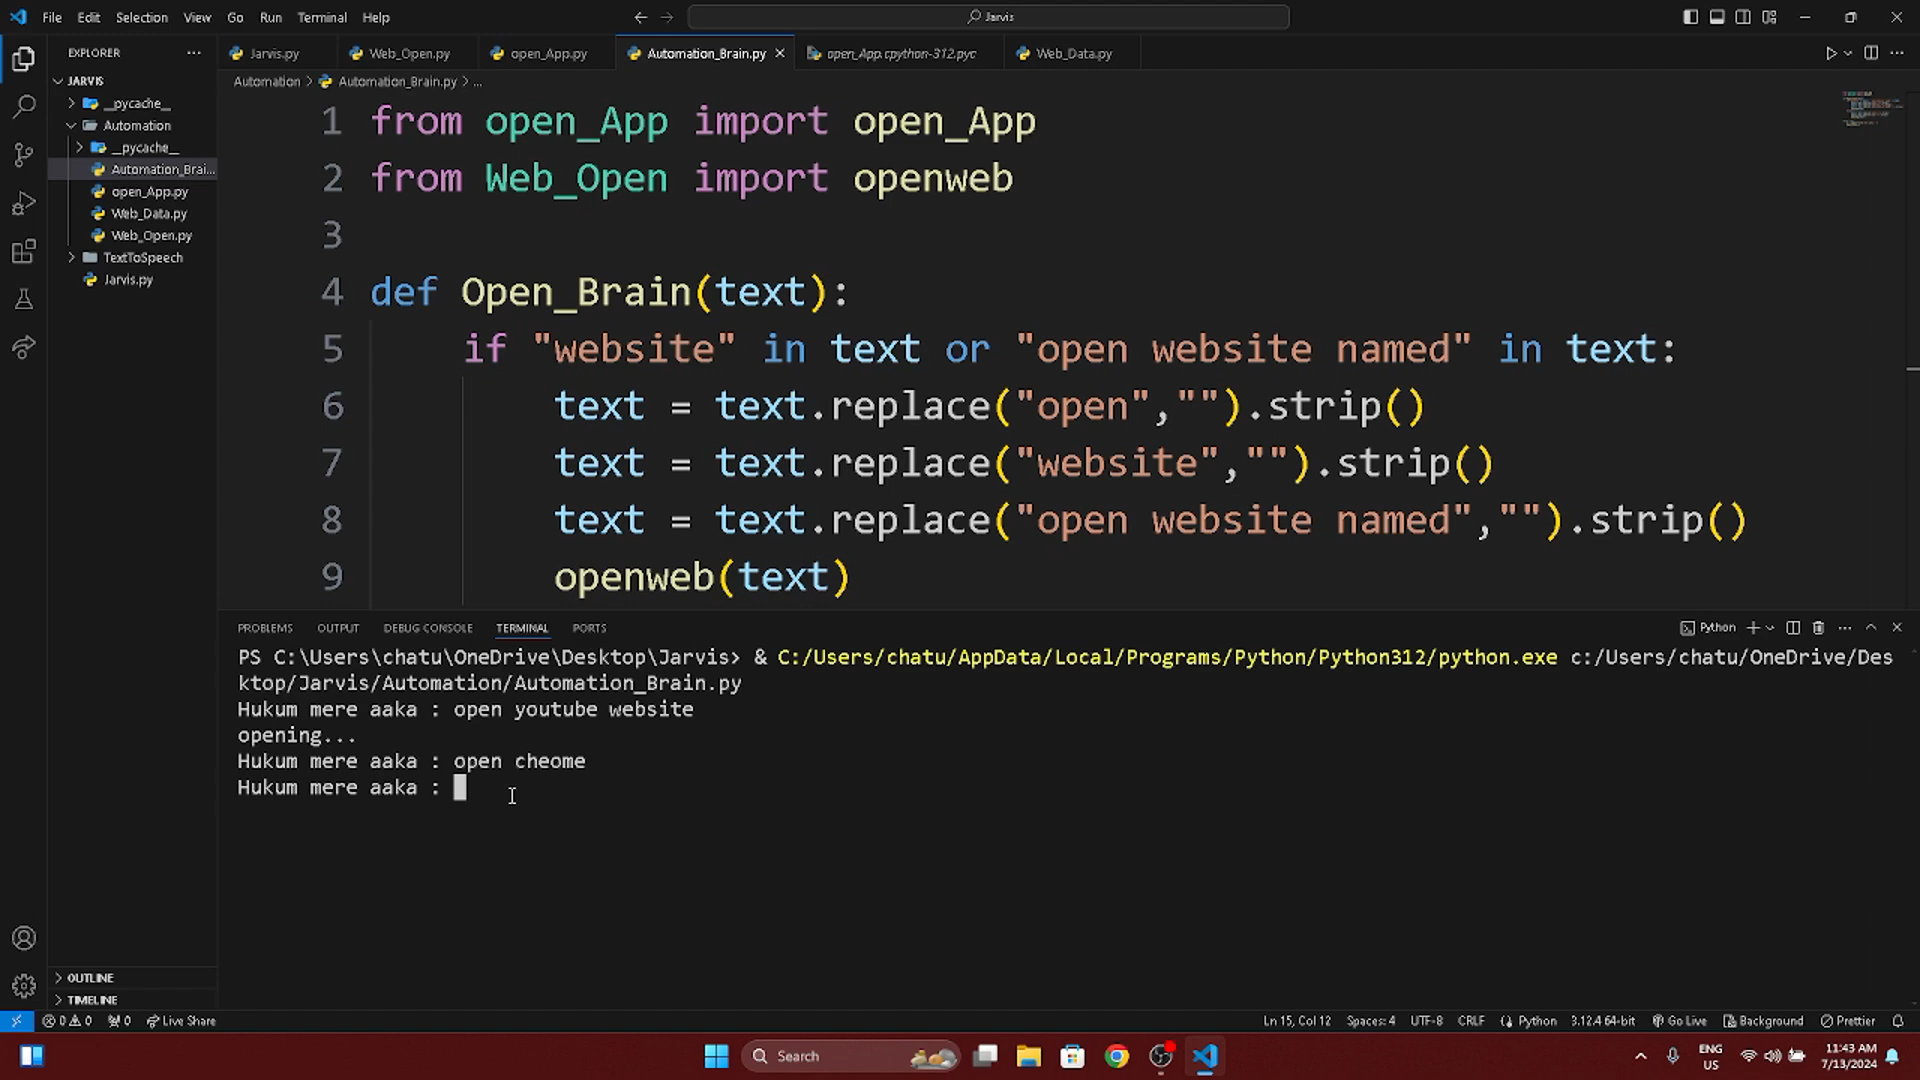 File Edit Selection View Go Run Terminal Help
Jarvis
EXPLORER
JARVIS
__pycache__
Automation
__pycache__
Automation_Brai...
open_App.py
Web_Data.py
Web_Open.py
TextToSpeech
Jarvis.py
OUTLINE
TIMELINE
Jarvis.py Web_Open.py open_App.py Automation_Brain.py open_App.cpython-312.pyc Web_Data.py
Automation > Automation_Brain.py > ...
1 from open_App import open_App
2 from Web_Open import openweb
3
4 def Open_Brain(text):
5 if "website" in text or "open website named" in text:
6 text = text.replace("open","").strip()
7 text = text.replace("website","").strip()
8 text = text.replace("open website named","").strip()
9 openweb(text)
PROBLEMS OUTPUT DEBUG CONSOLE TERMINAL PORTS
Python
PS C:\Users\chatu\OneDrive\Desktop\Jarvis> & C:/Users/chatu/AppData/Local/Programs/Python/Python312/python.exe c:/Users/chatu/OneDrive/Des
ktop/Jarvis/Automation/Automation_Brain.py
Hukum mere aaka : open youtube website
opening...
Hukum mere aaka : open cheome
Hukum mere aaka :
0 0 0 Live Share
Ln 15, Col 12 Spaces: 4 UTF-8 CRLF Python 3.12.4 64-bit Go Live Background Prettier
Search
ENG
US
11:43 AM
7/13/2024